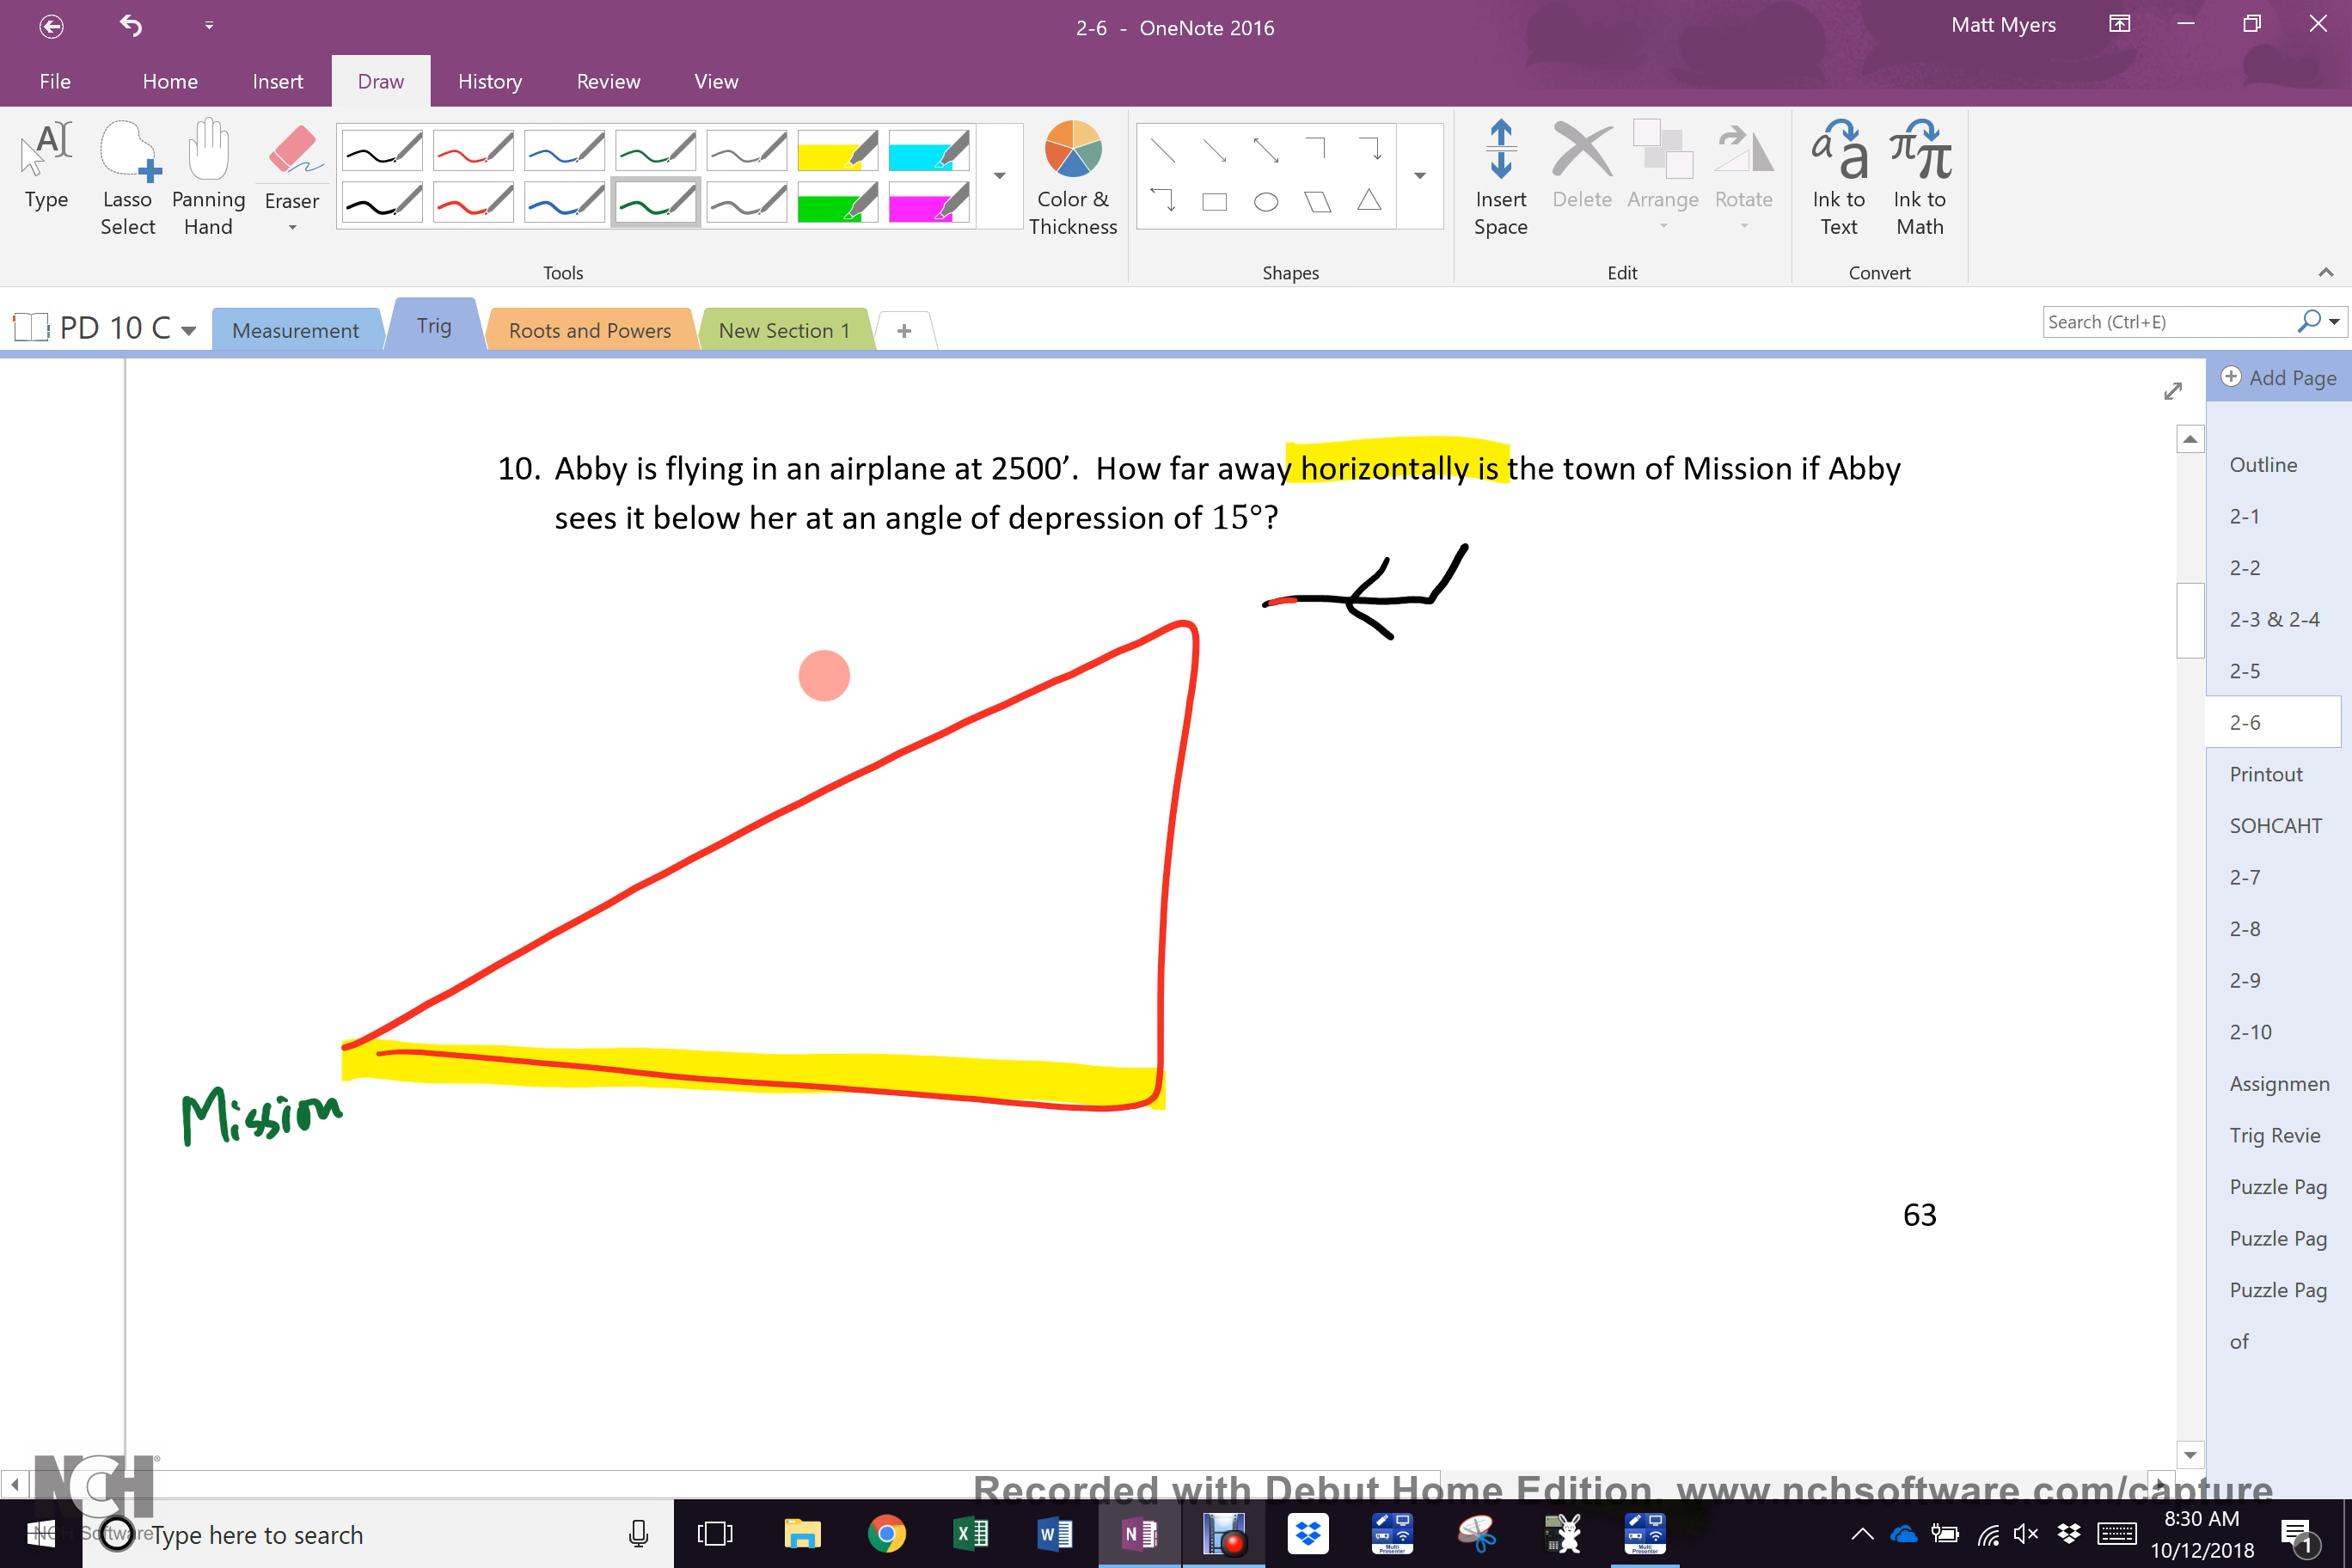 2-6 - OneNote 2016
Matt Myers
File Home Insert Draw History Review View
Type
Lasso Select
Panning Hand
Eraser
Color & Thickness
Insert Space
Delete
Arrange
Rotate
Ink to Text
Ink to Math
Tools
Shapes
Edit
Convert
PD 10 C
Measurement
Trig
Roots and Powers
New Section 1
Search (Ctrl+E)
Add Page
10. Abby is flying in an airplane at 2500’. How far away horizontally is the town of Mission if Abby
sees it below her at an angle of depression of 15°?
Mission
63
Outline
2-1
2-2
2-3 & 2-4
2-5
2-6
Printout
SOHCAHT
2-7
2-8
2-9
2-10
Assignmen
Trig Revie
Puzzle Pag
Puzzle Pag
Puzzle Pag
of
NCH®
NCH Software
Recorded with Debut Home Edition. www.nchsoftware.com/capture
Type here to search
8:30 AM
10/12/2018
1